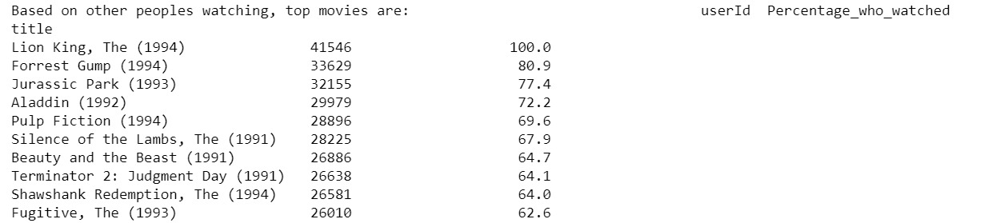 Based on other peoples watching, top movies are: userId Percentage_who_watched
title
Lion King, The (1994) 41546 100.0
Forrest Gump (1994) 33629 80.9
Jurassic Park (1993) 32155 77.4
Aladdin (1992) 29979 72.2
Pulp Fiction (1994) 28896 69.6
Silence of the Lambs, The (1991) 28225 67.9
Beauty and the Beast (1991) 26886 64.7
Terminator 2: Judgment Day (1991) 26638 64.1
Shawshank Redemption, The (1994) 26581 64.0
Fugitive, The (1993) 26010 62.6